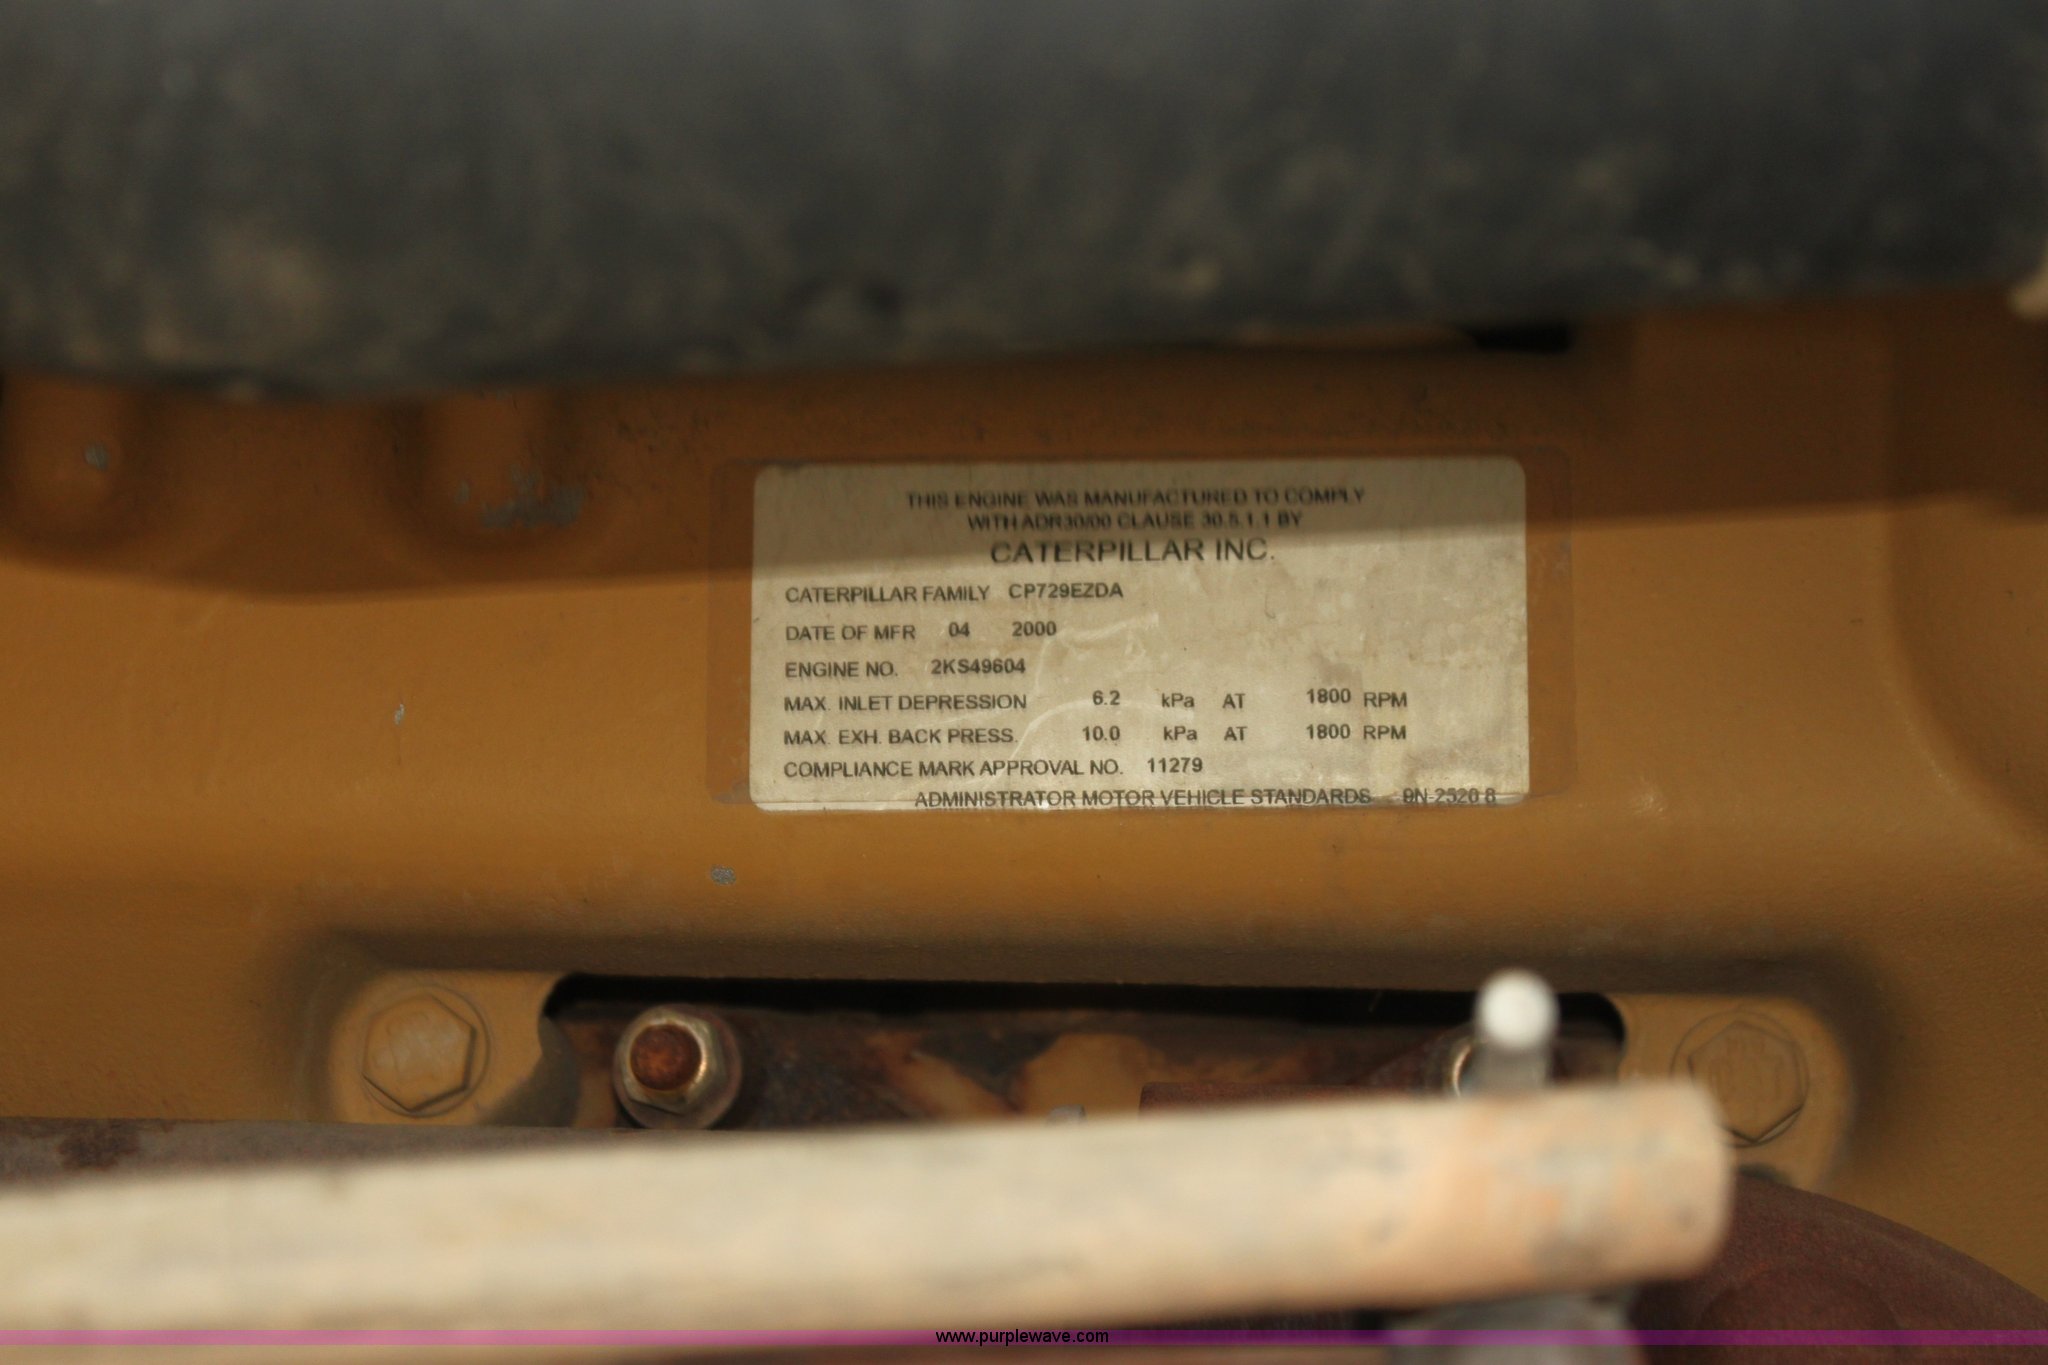 THIS ENGINE WAS MANUFACTURED TO COMPLY
WITH ADR30/00 CLAUSE 30.5.1.1 BY
CATERPILLAR INC.
CATERPILLAR FAMILY CP729EZDA
DATE OF MFR 04 2000
ENGINE NO. 2KS49604
MAX. INLET DEPRESSION 6.2 kPa AT 1800 RPM
MAX. EXH. BACK PRESS. 10.0 kPa AT 1800 RPM
COMPLIANCE MARK APPROVAL NO. 11279
ADMINISTRATOR MOTOR VEHICLE STANDARDS 9N-2520 8
www.purplewave.com